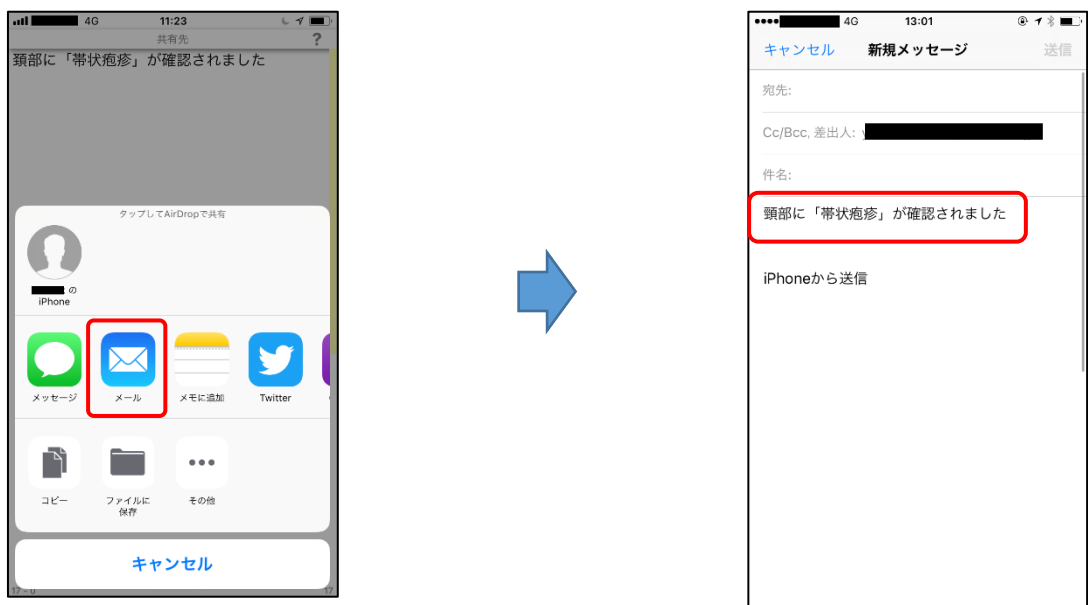 4G 11:23
共有先 ?
頚部に「帯状疱疹」が確認されました
タップしてAirDropで共有
の
iPhone
メッセージ
メール
メモに追加
Twitter
コピー
ファイルに
保存
その他
キャンセル
17 - 0 17
4G 13:01
キャンセル 新規メッセージ 送信
宛先:
Cc/Bcc, 差出人:
件名:
頸部に「帯状疱疹」が確認されました
iPhoneから送信